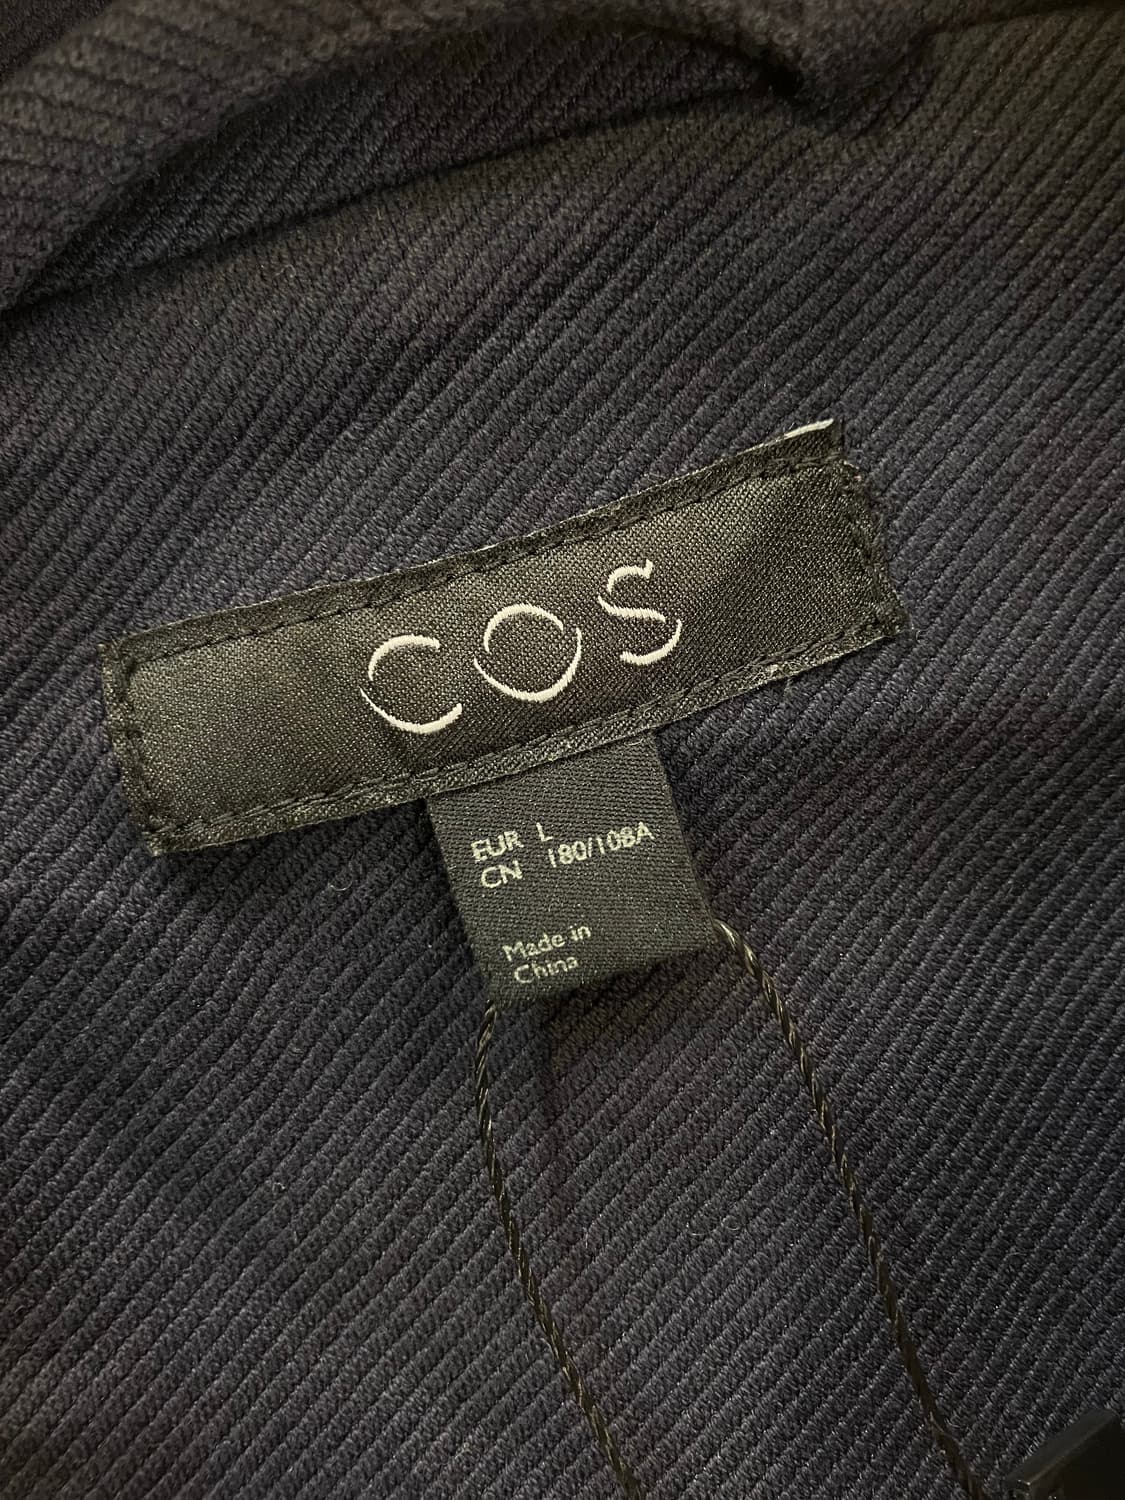 COS
EUR L
CN 180/108A
Made in
China